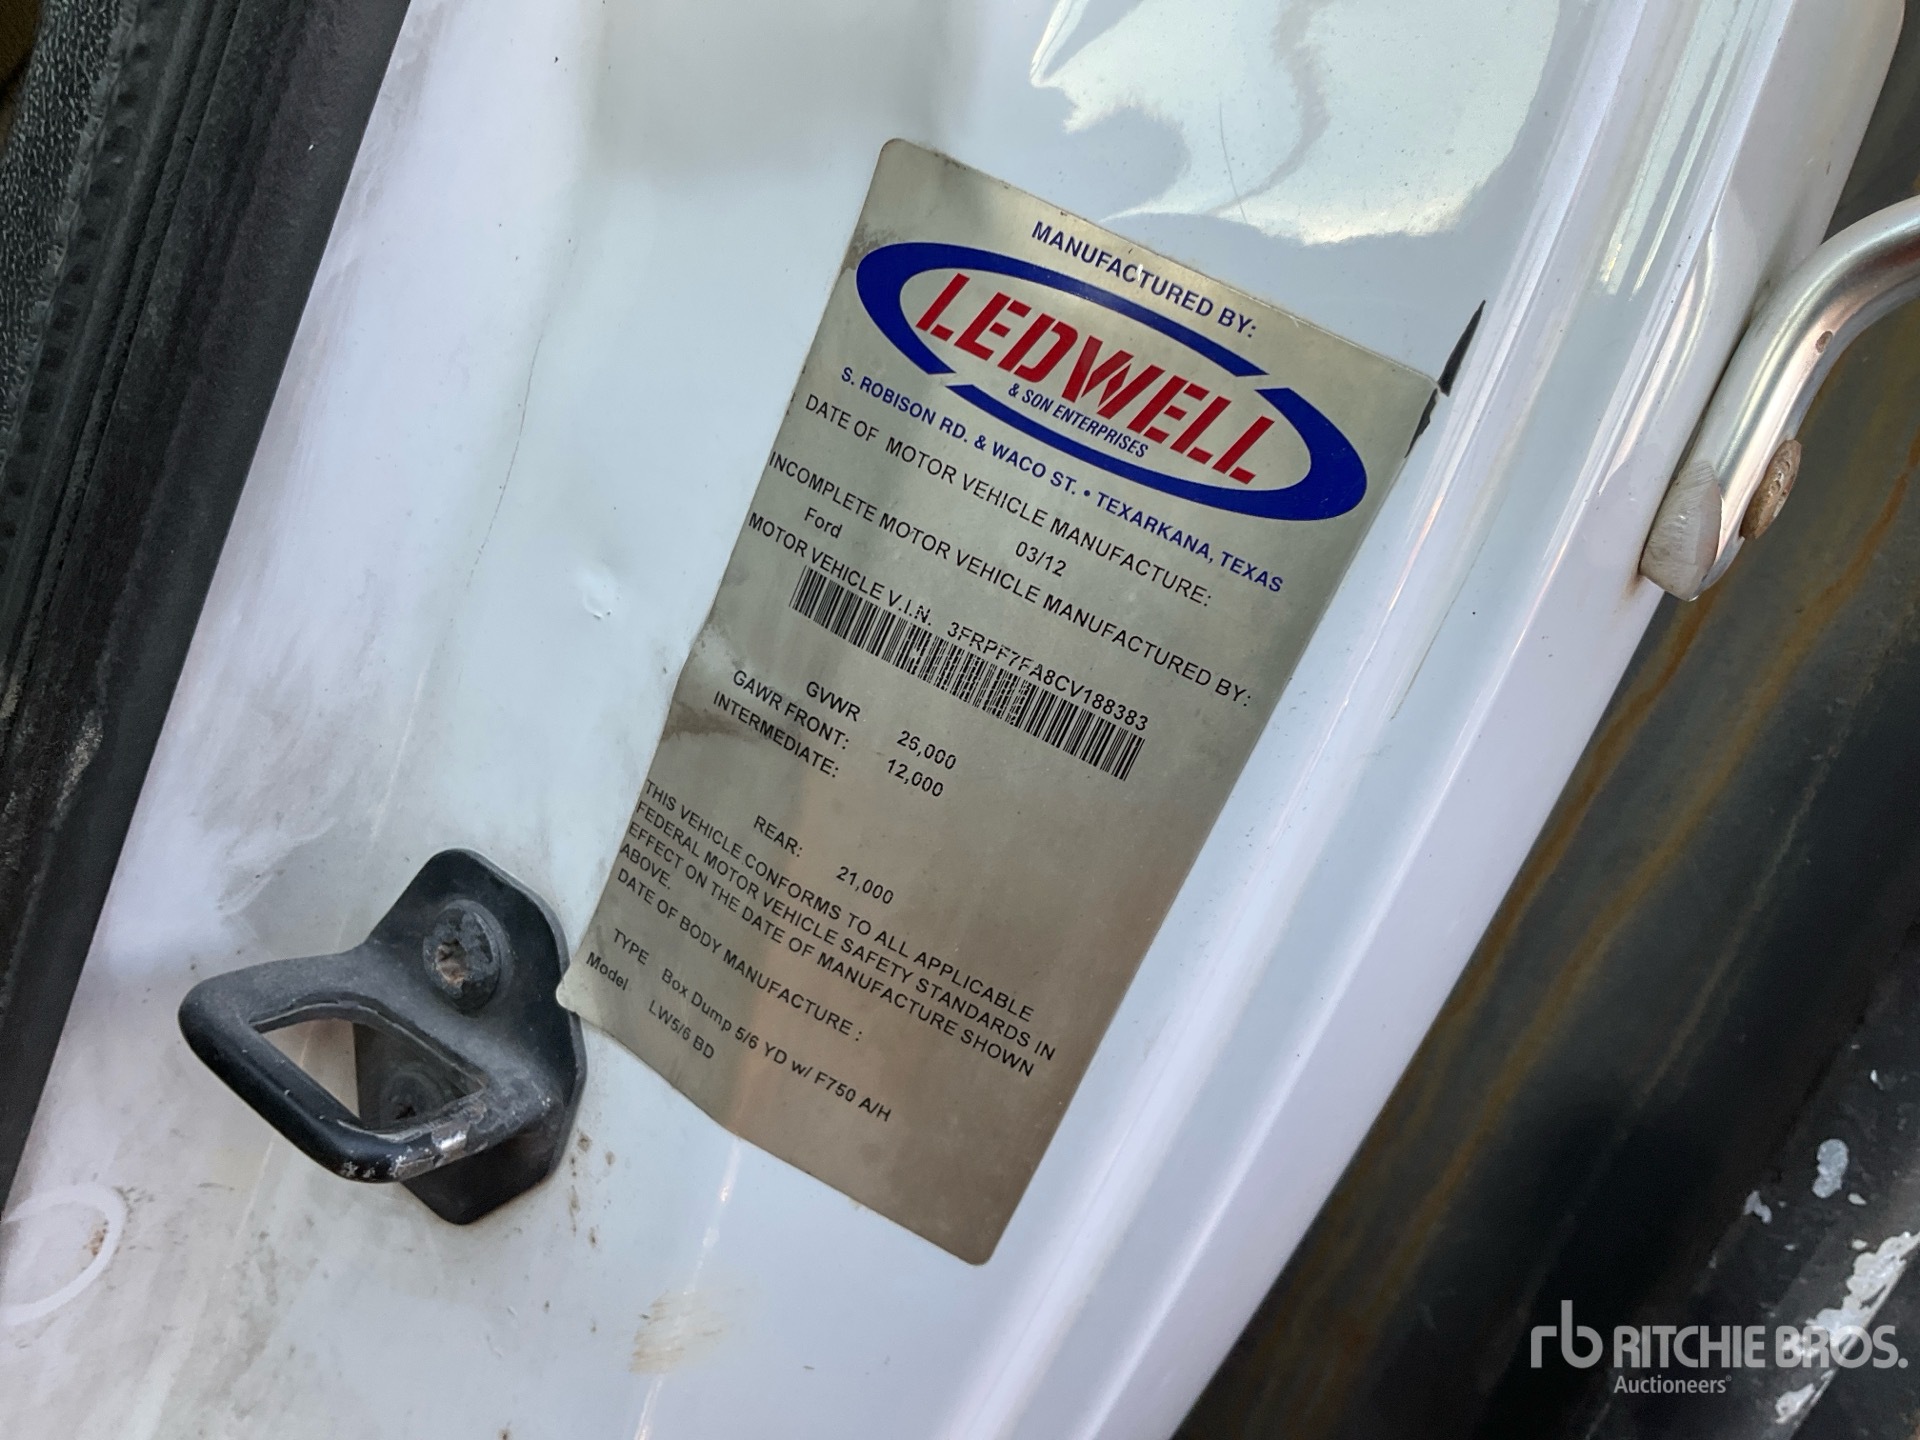 MANUFACTURED BY:
LEDWELL
& SON ENTERPRISES
S. ROBISON RD. & WACO ST. • TEXARKANA, TEXAS
DATE OF MOTOR VEHICLE MANUFACTURE:
03/12
INCOMPLETE MOTOR VEHICLE MANUFACTURED BY:
Ford
MOTOR VEHICLE V.I.N. 3FRPF7FA8CV188383
GVWR 26,000
GAWR FRONT: 12,000
INTERMEDIATE:
REAR: 21,000
THIS VEHICLE CONFORMS TO ALL APPLICABLE
FEDERAL MOTOR VEHICLE SAFETY STANDARDS IN
EFFECT ON THE DATE OF MANUFACTURE SHOWN
ABOVE.
DATE OF BODY MANUFACTURE :
TYPE Box Dump 5/6 YD w/ F750 A/H
Model LW5/6 BD
rb RITCHIE BROS.
Auctioneers